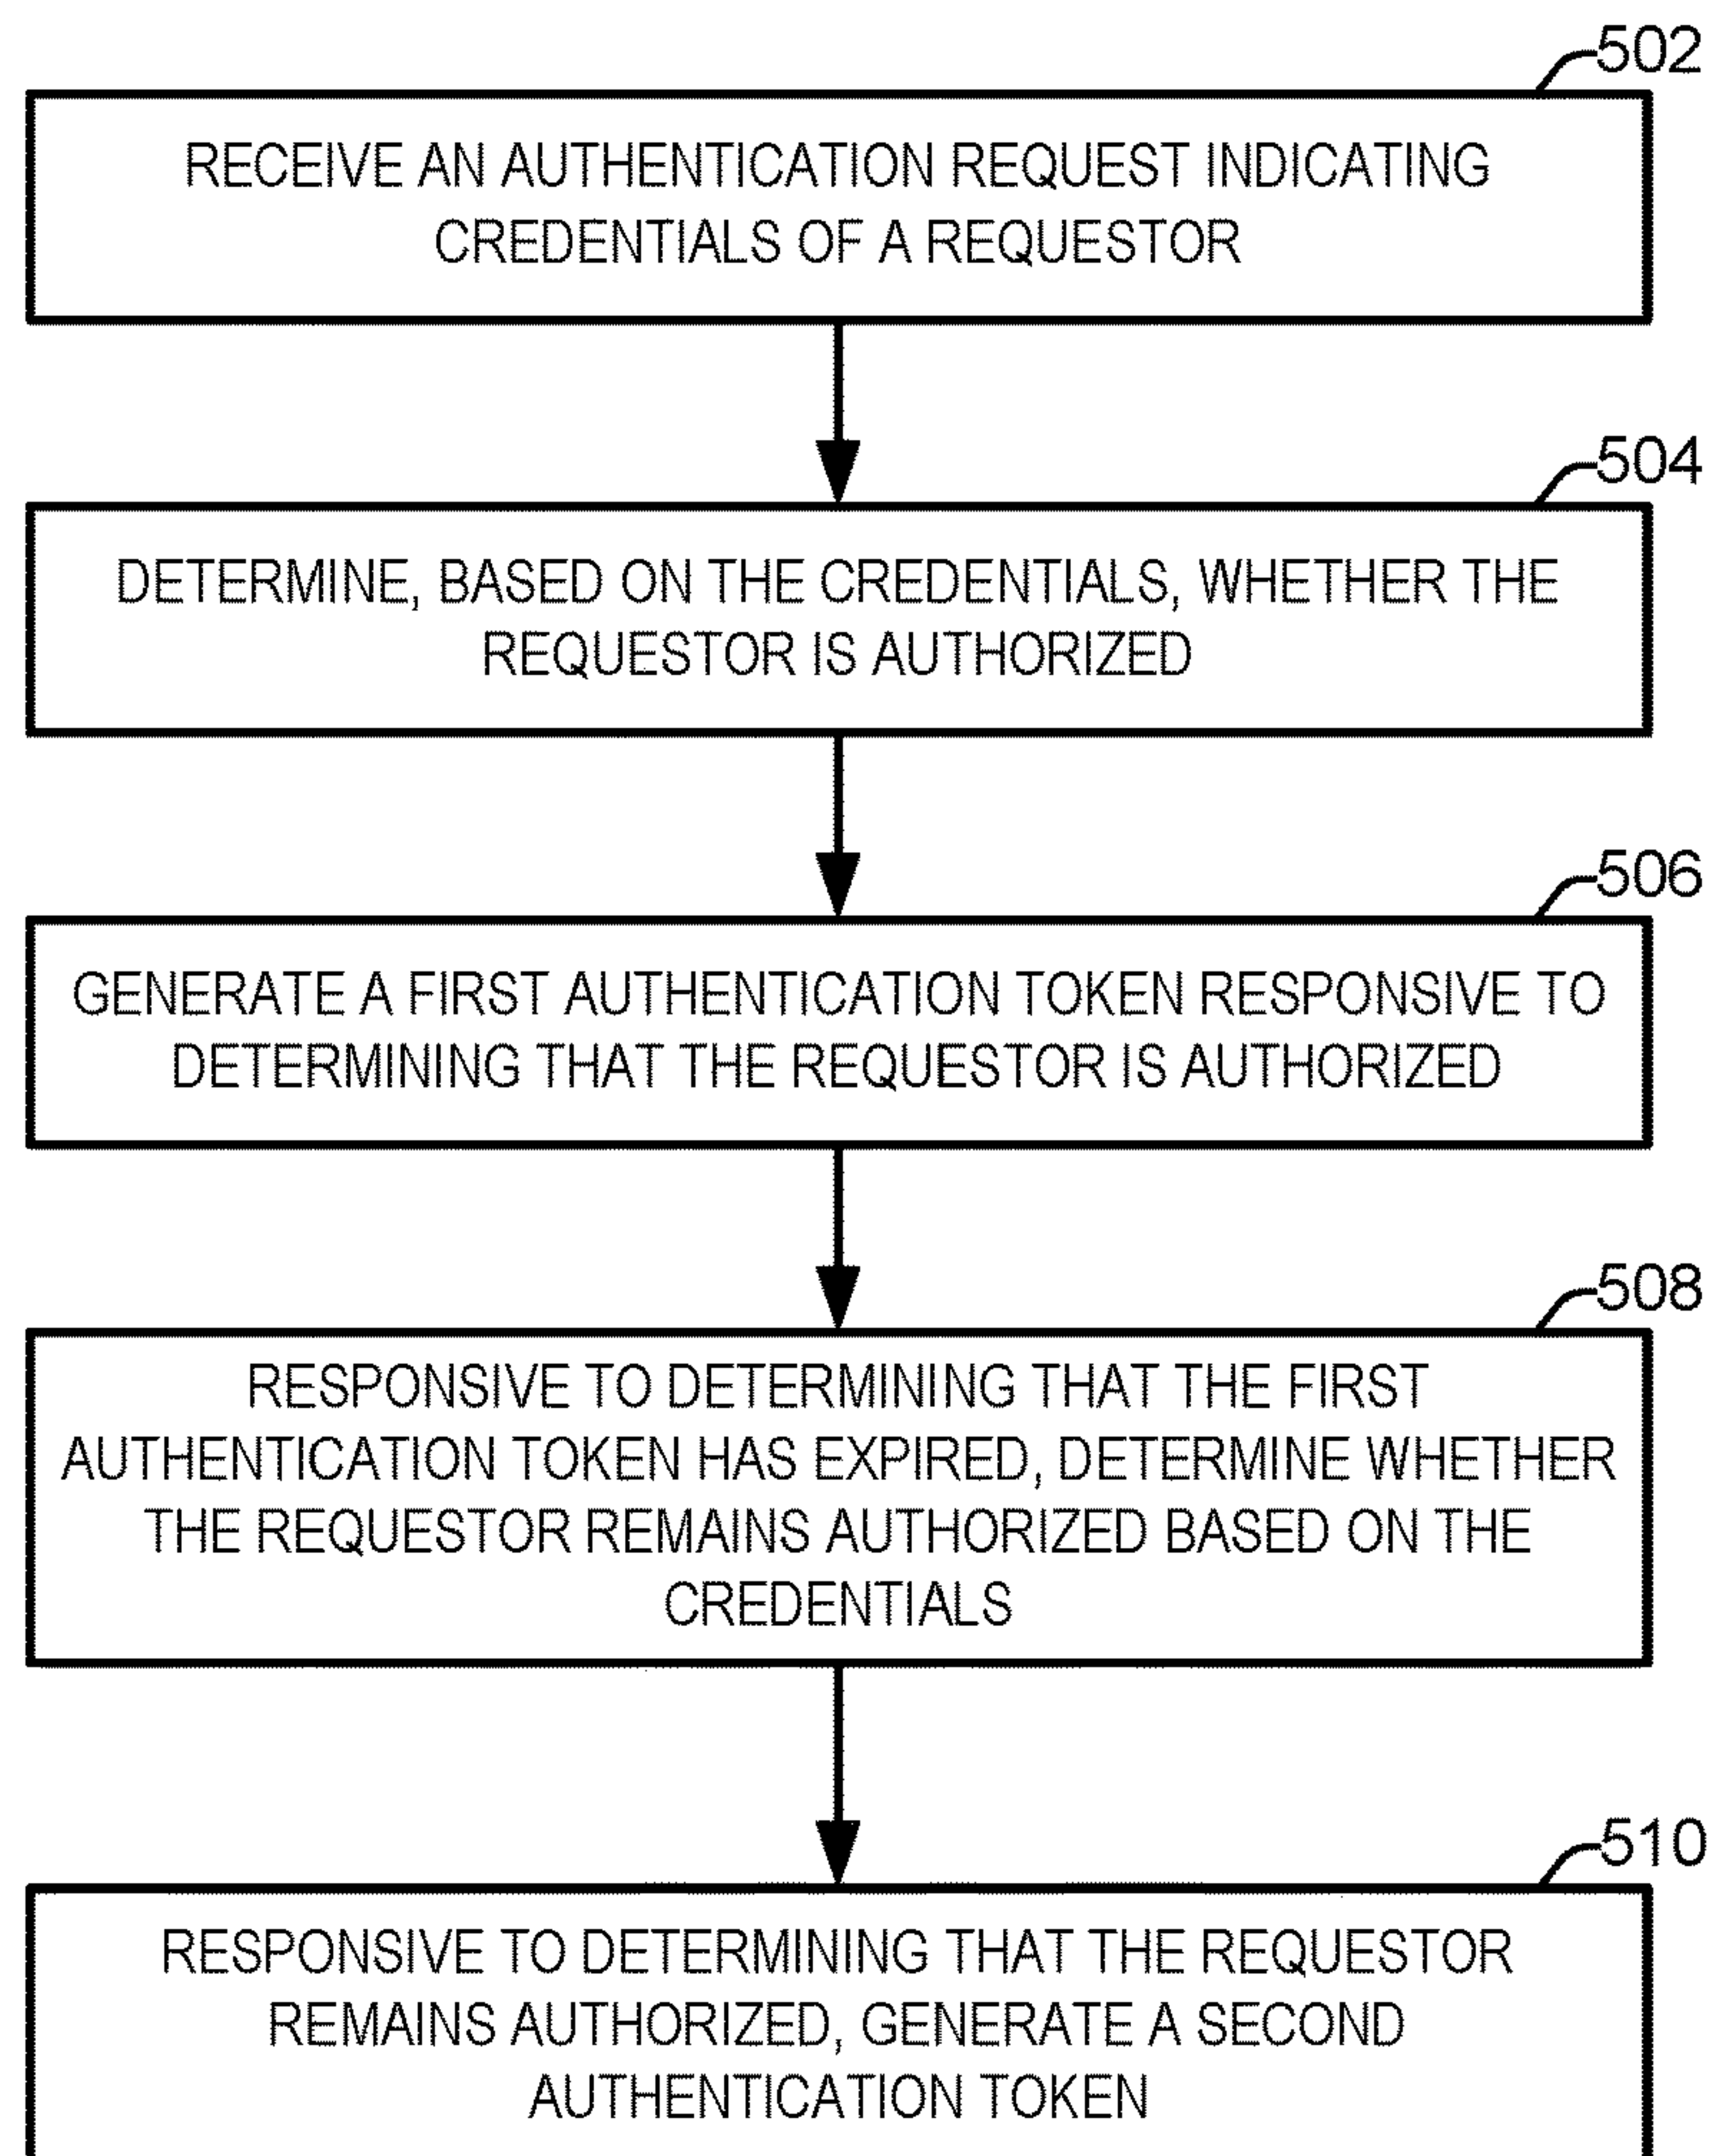 502
RECEIVE AN AUTHENTICATION REQUEST INDICATING
CREDENTIALS OF A REQUESTOR
504
DETERMINE, BASED ON THE CREDENTIALS, WHETHER THE
REQUESTOR IS AUTHORIZED
506
GENERATE A FIRST AUTHENTICATION TOKEN RESPONSIVE TO
DETERMINING THAT THE REQUESTOR IS AUTHORIZED
508
RESPONSIVE TO DETERMINING THAT THE FIRST
AUTHENTICATION TOKEN HAS EXPIRED, DETERMINE WHETHER
THE REQUESTOR REMAINS AUTHORIZED BASED ON THE
CREDENTIALS
510
RESPONSIVE TO DETERMINING THAT THE REQUESTOR
REMAINS AUTHORIZED, GENERATE A SECOND
AUTHENTICATION TOKEN